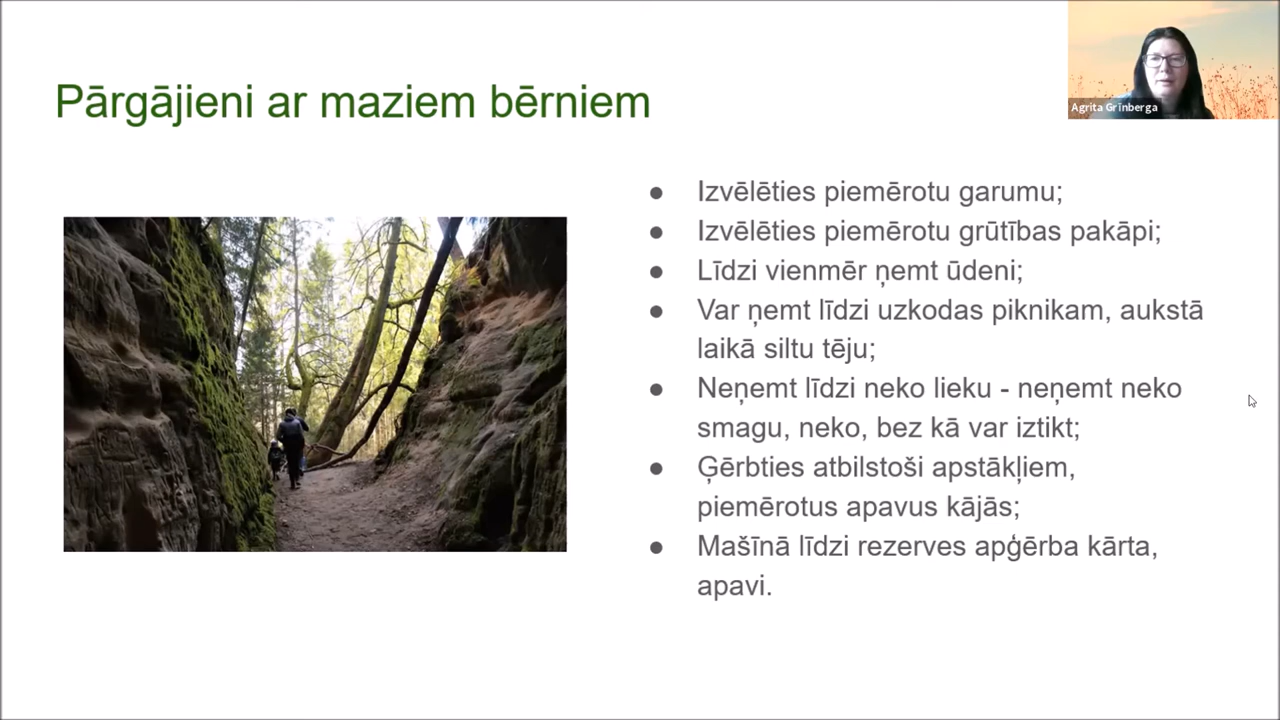 Pārgājieni ar maziem bērniem
Agrita Grīnberga
● Izvēlēties piemērotu garumu;
● Izvēlēties piemērotu grūtības pakāpi;
● Līdzi vienmēr ņemt ūdeni;
● Var ņemt līdzi uzkodas piknikam, aukstā
laikā siltu tēju;
● Neņemt līdzi neko lieku - neņemt neko
smagu, neko, bez kā var iztikt;
● Ģērbties atbilstoši apstākļiem,
piemērotus apavus kājās;
● Mašīnā līdzi rezerves apģērba kārta,
apavi.